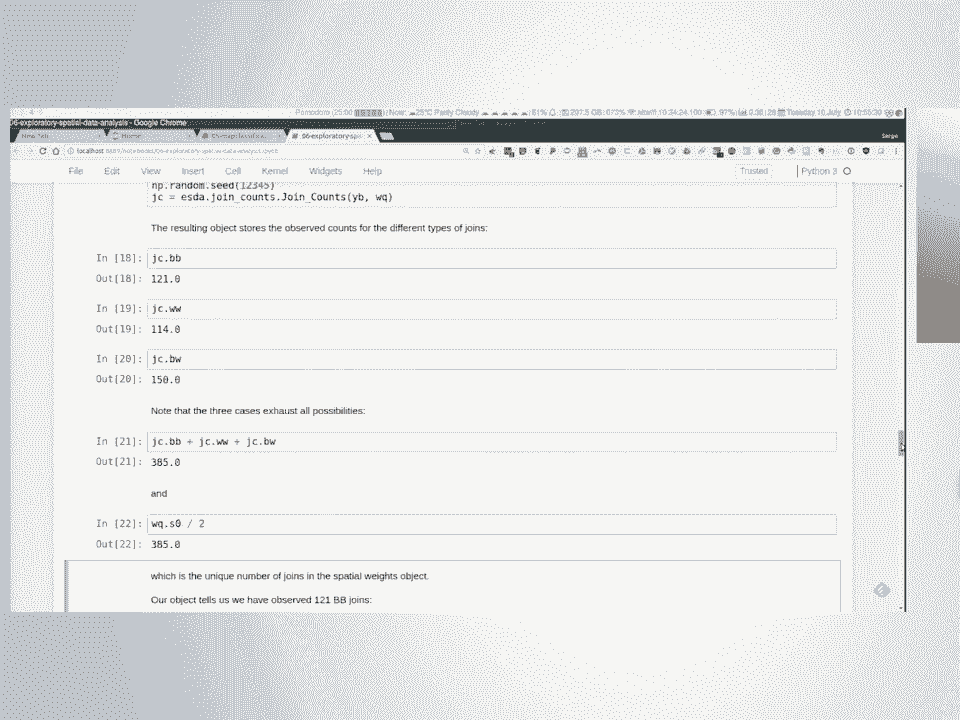 06-exploratory-spatial-data-analysis - Google Chrome
New Tab
Home
Serge
File Edit View Insert Cell Kernel Widgets Help
Trusted
Python 3
np.random.seed(12345)
jc = esda.join_counts.Join_Counts(yb, wq)
The resulting object stores the observed counts for the different types of joins:
In [18]: jc.bb
Out[18]: 121.0
In [19]: jc.ww
Out[19]: 114.0
In [20]: jc.bw
Out[20]: 150.0
Note that the three cases exhaust all possibilities:
In [21]: jc.bb + jc.ww + jc.bw
Out[21]: 385.0
and
In [22]: wq.s0 / 2
Out[22]: 385.0
which is the unique number of joins in the spatial weights object.
Our object tells us we have observed 121 BB joins: